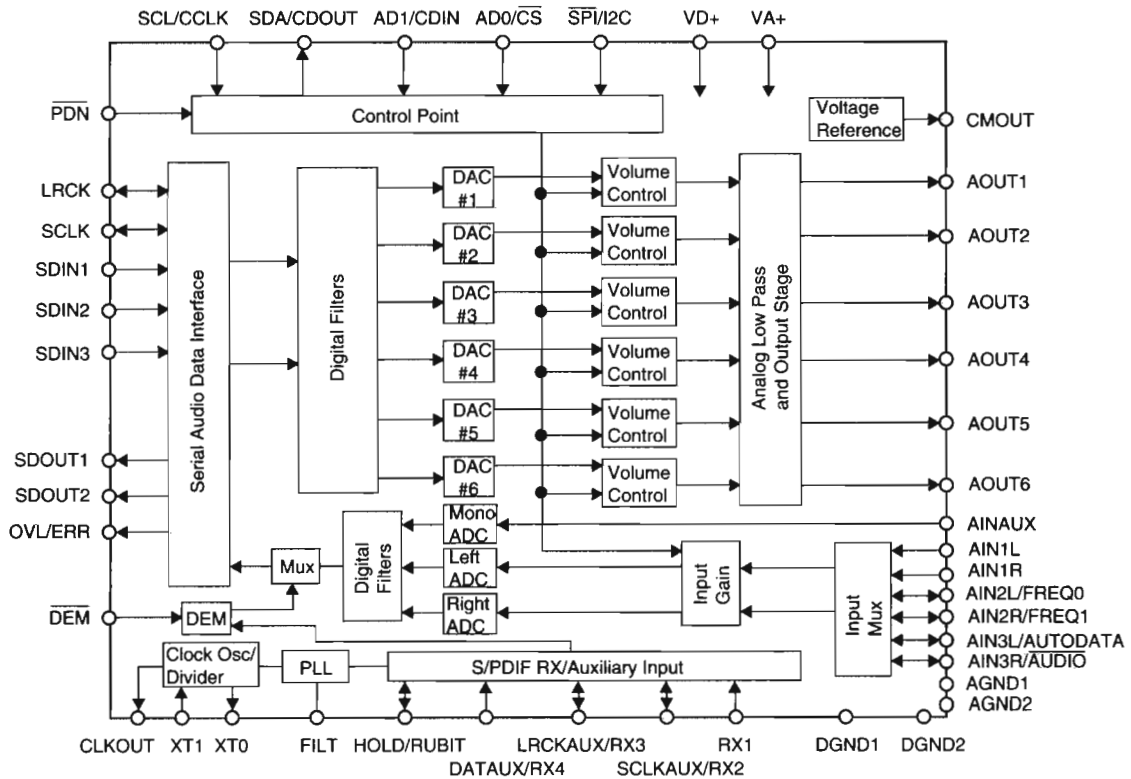 SCL/CCLK SDA/CDOUT AD1/CDIN AD0/C̅S̅ S̅P̅I̅/I2C VD+ VA+
P̅D̅N̅
Control Point
Voltage
Reference
CMOUT
LRCK
SCLK
SDIN1
SDIN2
SDIN3
SDOUT1
SDOUT2
OVL/ERR
D̅E̅M̅
Serial Audio Data Interface
Digital Filters
DAC
#1
DAC
#2
DAC
#3
DAC
#4
DAC
#5
DAC
#6
Volume
Control
Volume
Control
Volume
Control
Volume
Control
Volume
Control
Volume
Control
Analog Low Pass
and Output Stage
AOUT1
AOUT2
AOUT3
AOUT4
AOUT5
AOUT6
Mono
ADC
Left
ADC
Right
ADC
Digital
Filters
Mux
DEM
Input
Gain
Input
Mux
AINAUX
AIN1L
AIN1R
AIN2L/FREQ0
AIN2R/FREQ1
AIN3L/AUTODATA
AIN3R/A̅U̅D̅I̅O̅
AGND1
AGND2
Clock Osc/
Divider
PLL
S/PDIF RX/Auxiliary Input
CLKOUT XT1 XT0 FILT HOLD/RUBIT LRCKAUX/RX3 RX1 DGND1 DGND2
DATAUX/RX4 SCLKAUX/RX2